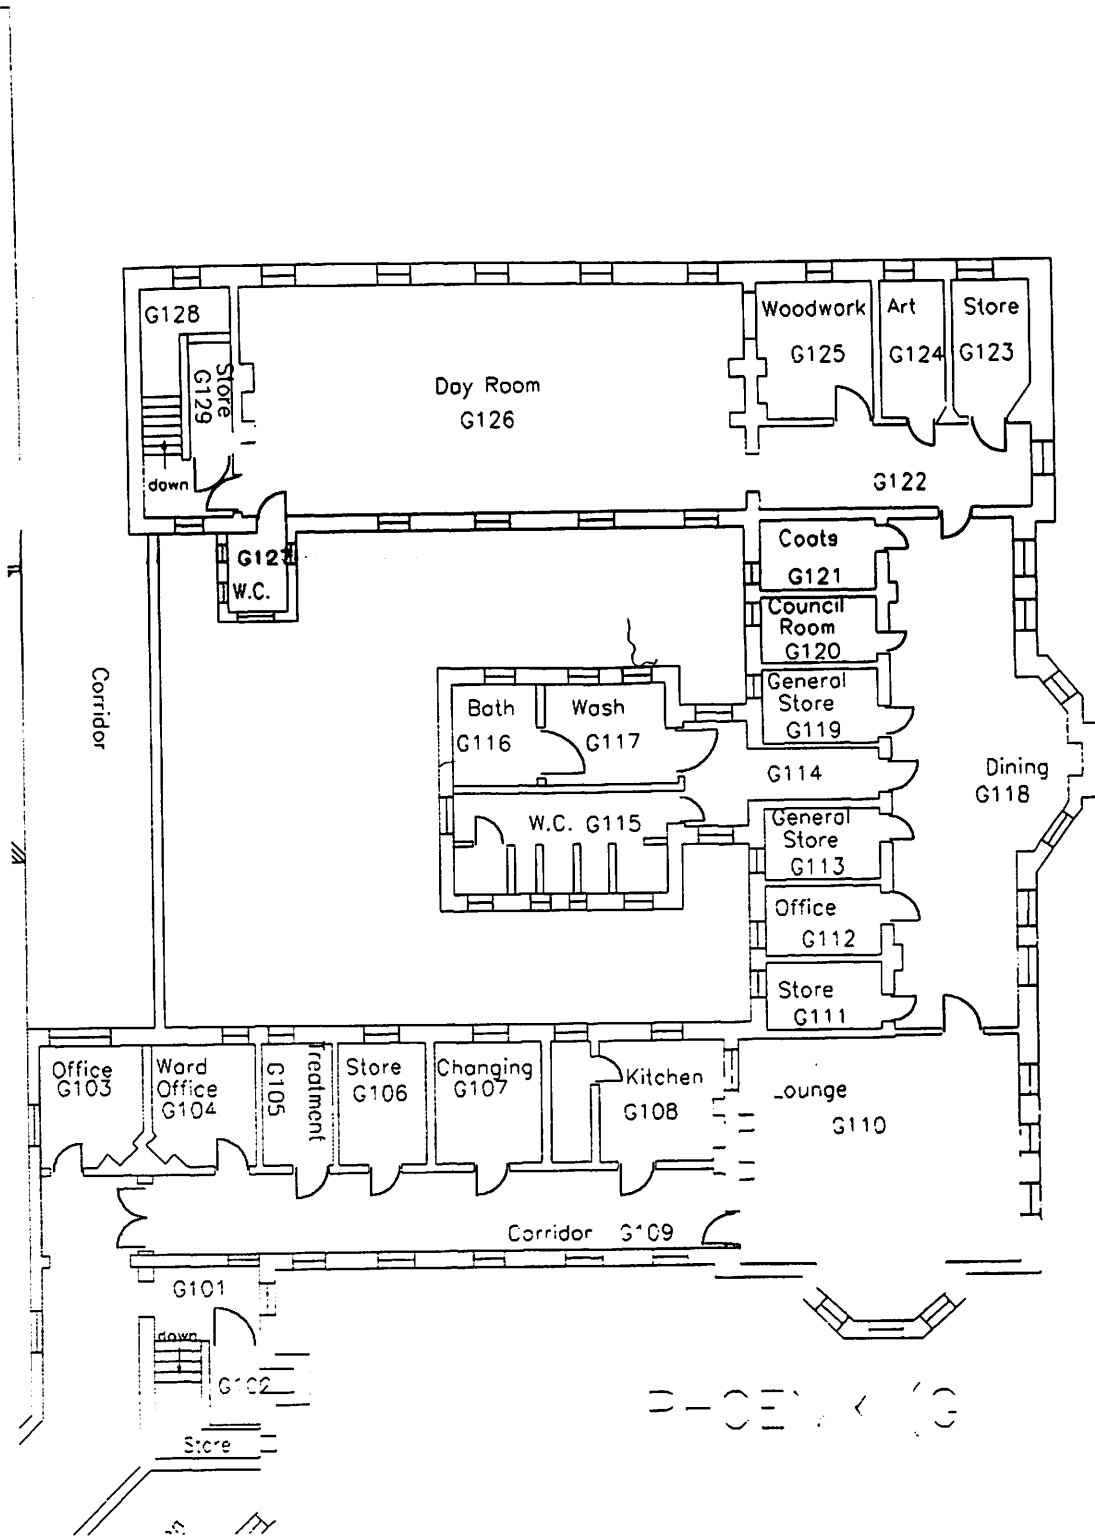 G128
Store
G129
down
Day Room
G126
Woodwork
G125
Art
G124
Store
G123
G122
G127
W.C.
Coats
G121
Council
Room
G120
General
Store
G119
Corridor
Bath
G116
Wash
G117
G114
Dining
G118
W.C. G115
General
Store
G113
Office
G112
Store
G111
Office
G103
Ward
Office
G104
Treatment
G105
Store
G106
Changing
G107
Kitchen
G108
Lounge
G110
Corridor G109
G101
down
G102
Store